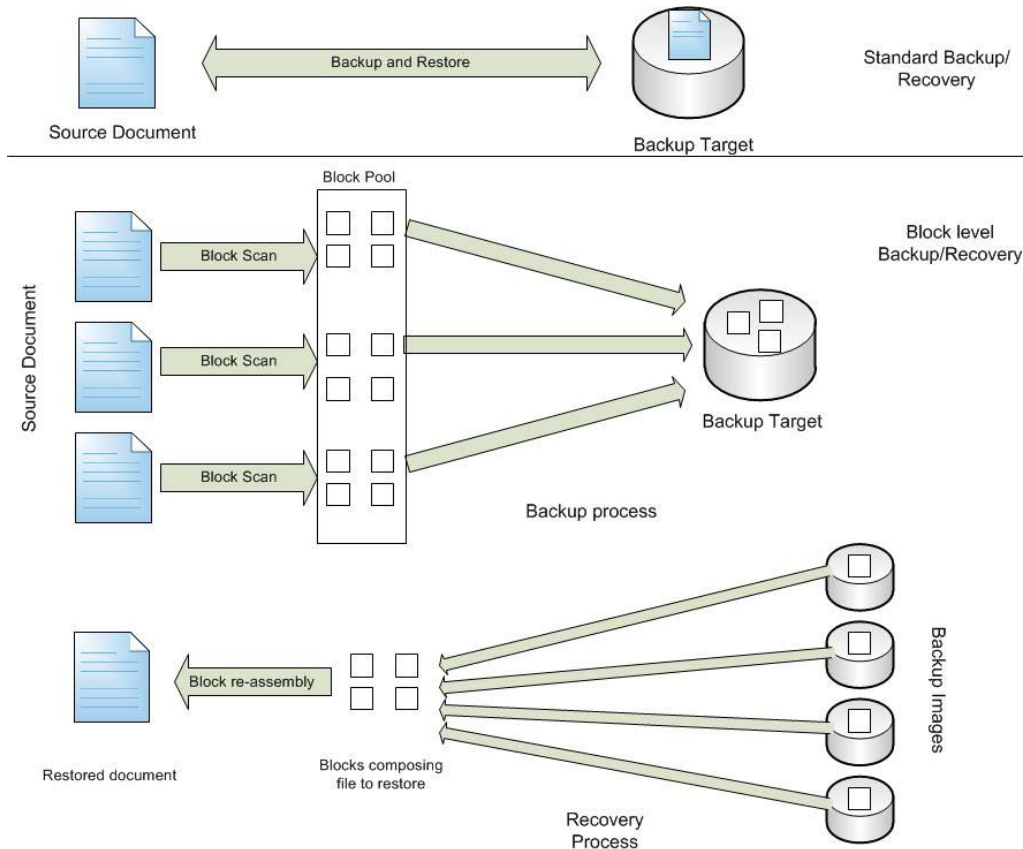 Backup and Restore
Source Document
Backup Target
Standard Backup/
Recovery
Block Pool
Block Scan
Block Scan
Block Scan
Source Document
Backup Target
Block level
Backup/Recovery
Backup process
Block re-assembly
Restored document
Blocks composing
file to restore
Recovery
Process
Backup Images